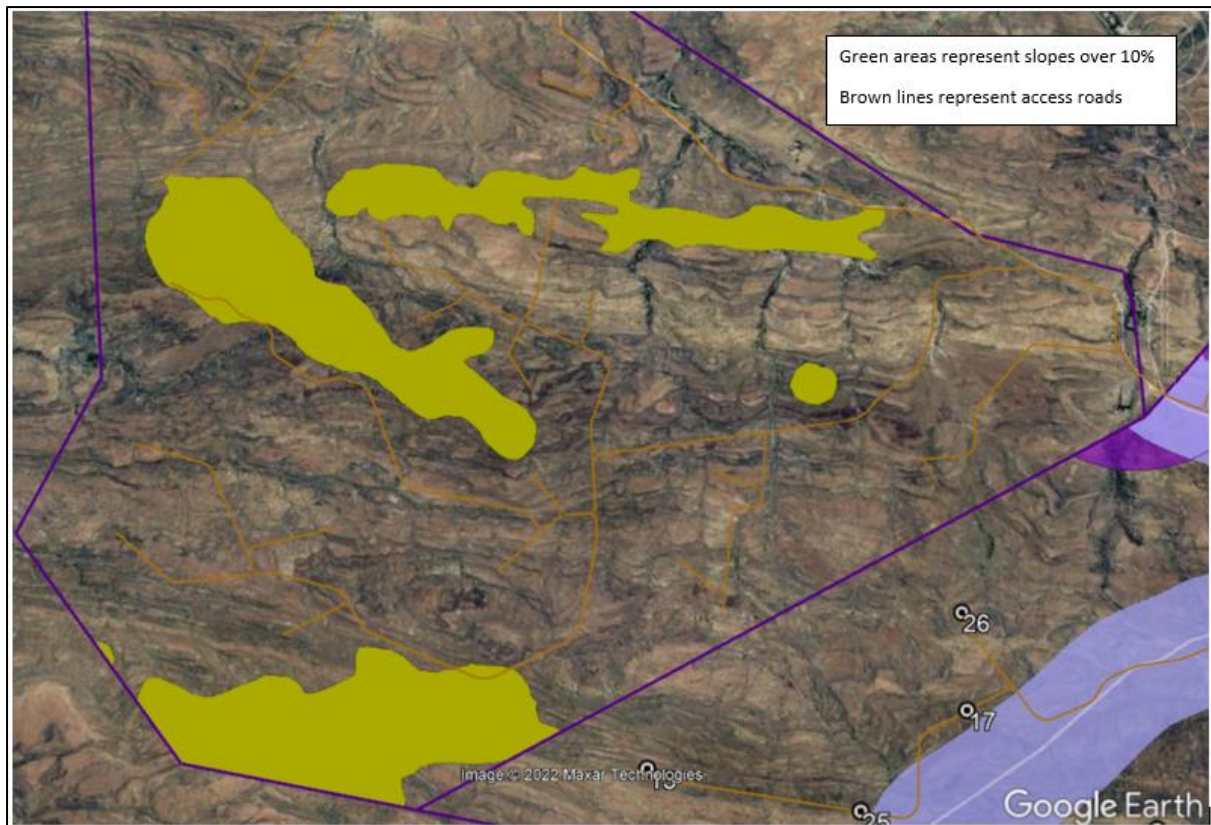 Green areas represent slopes over 10%
Brown lines represent access roads
26
17
Image © 2022 Maxar Technologies
25
Google Earth